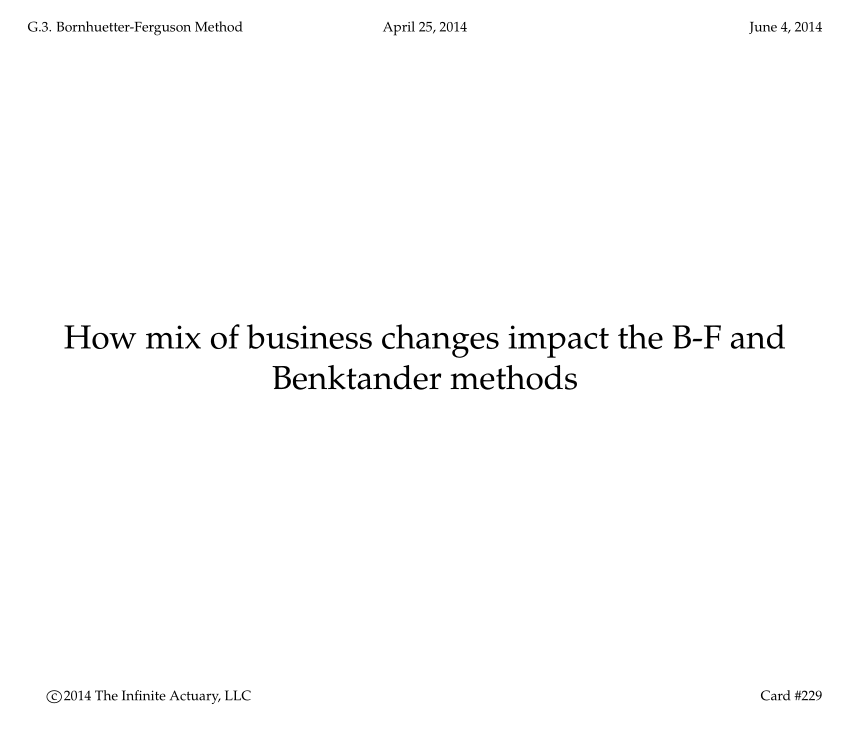 G.3. Bornhuetter-Ferguson Method April 25, 2014 June 4, 2014
How mix of business changes impact the B-F and
Benktander methods
©2014 The Infinite Actuary, LLC Card #229